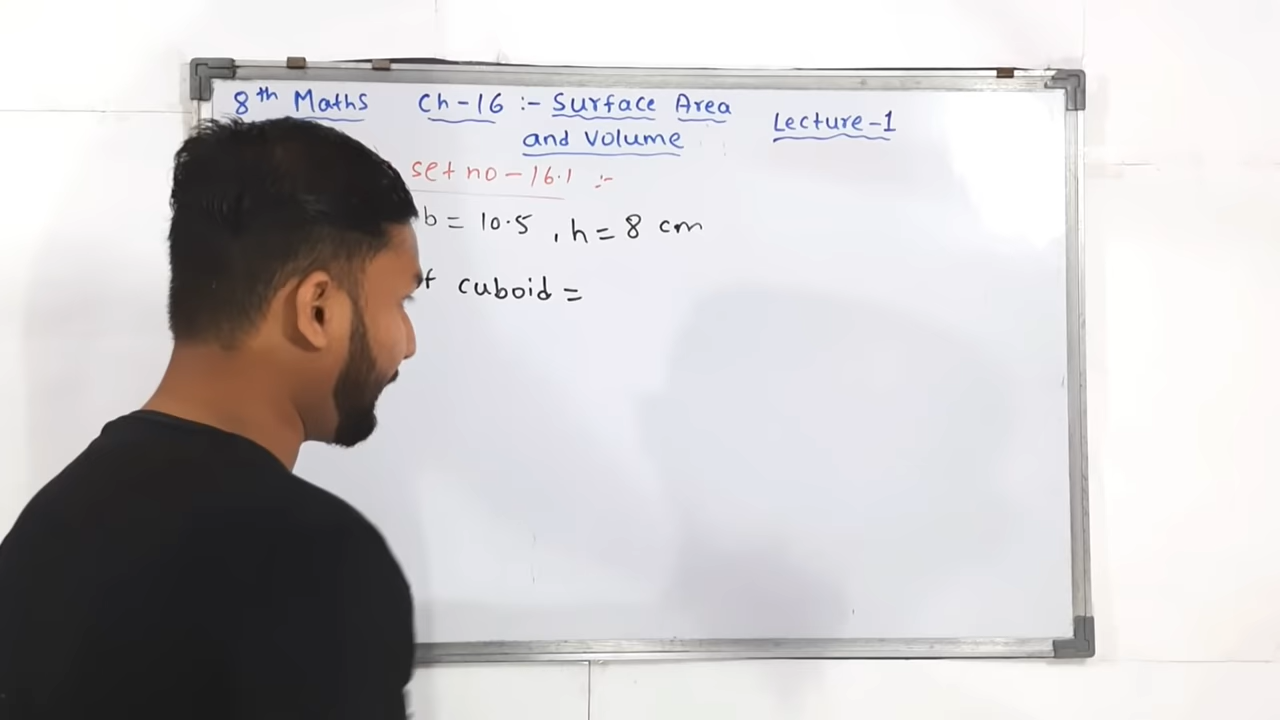 8th Maths Ch-16 :- Surface Area and Volume Lecture-1
set no - 16.1 :-
b = 10.5 , h = 8 cm
cuboid =